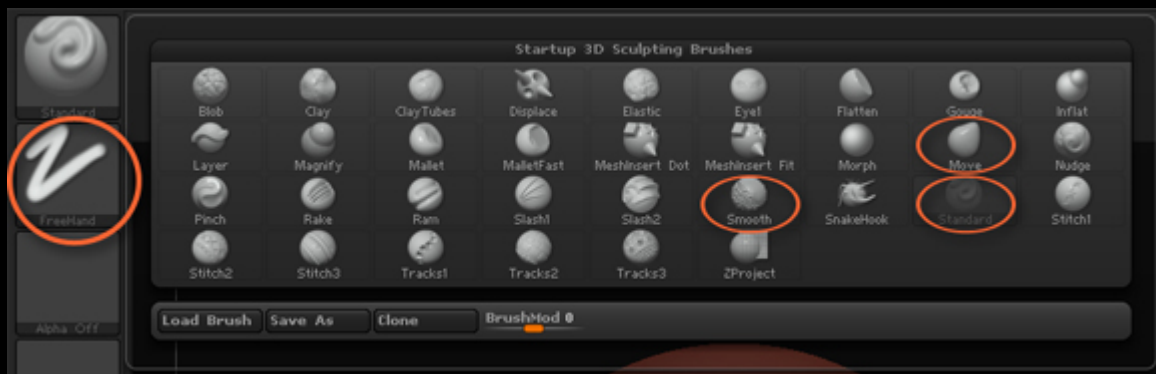 Startup 3D Sculpting Brushes
Standard
Blob Clay ClayTubes Displace Elastic Eye1 Flatten Gouge Inflat
Layer Magnify Mallet MalletFast MeshInsert Dot MeshInsert Fit Morph Move Nudge
FreeHand
Pinch Rake Ram Slash1 Slash2 Smooth SnakeHook Standard Stitch1
Stitch2 Stitch3 Tracks1 Tracks2 Tracks3 ZProject
Alpha Off
Load Brush Save As Clone BrushMod 0